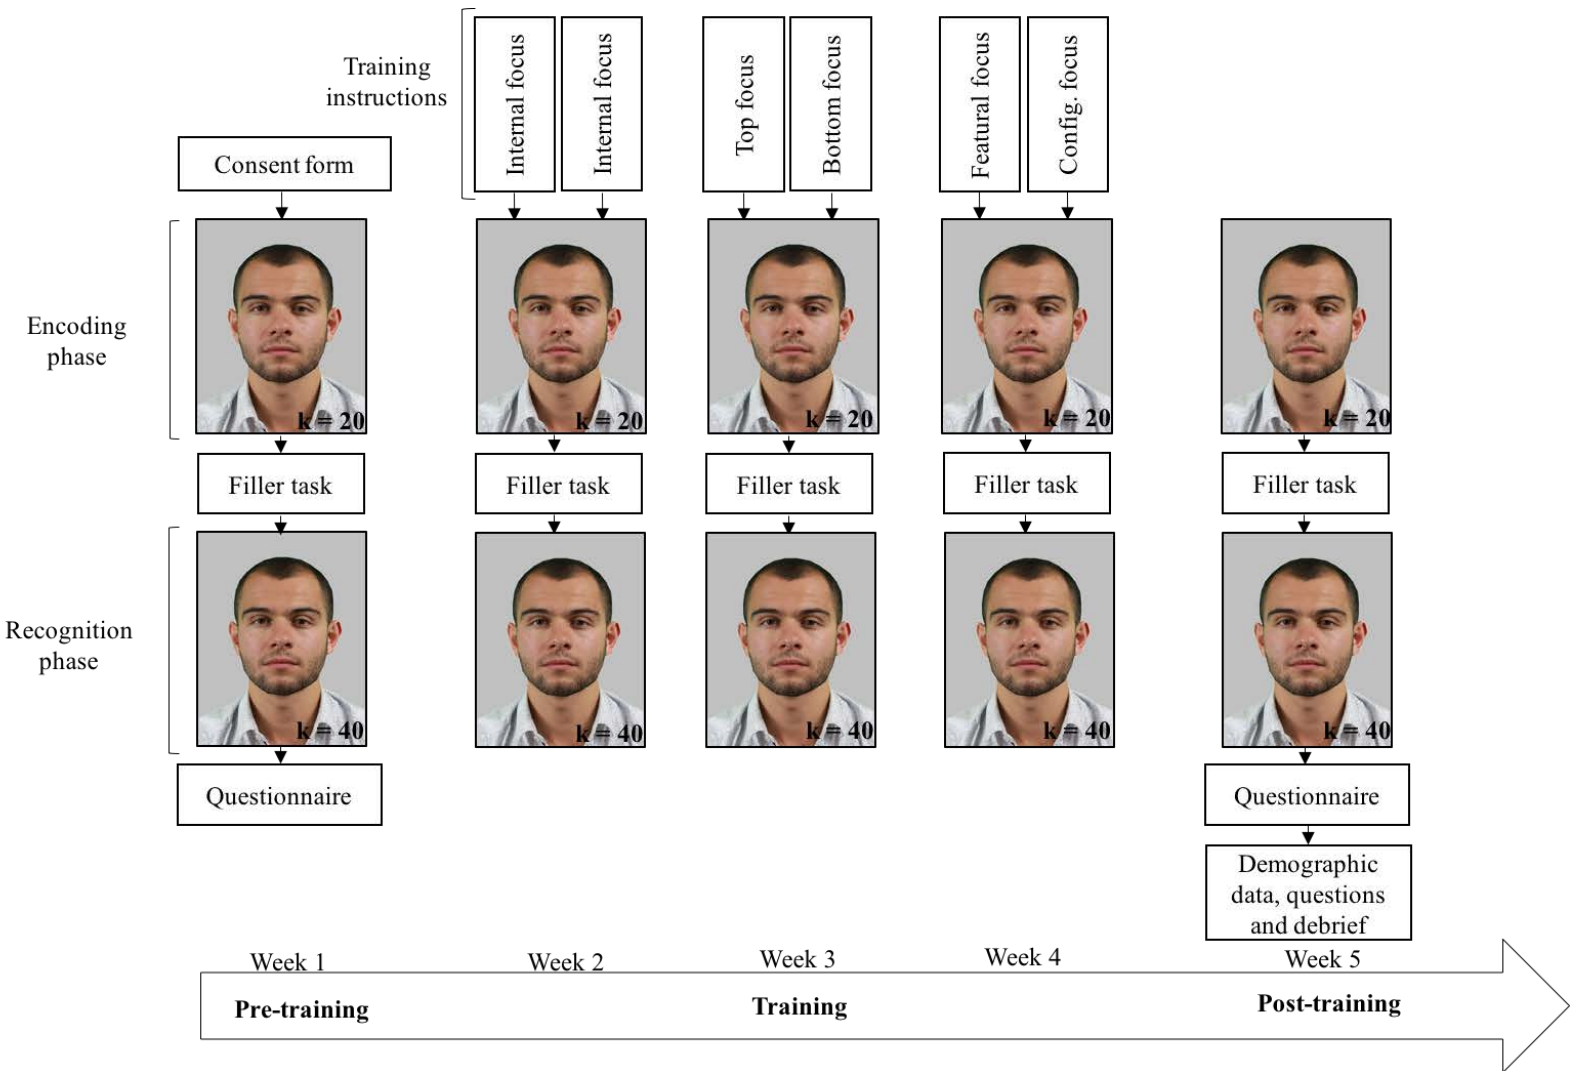 Training
instructions
Internal focus
Internal focus
Top focus
Bottom focus
Featural focus
Config. focus
Consent form
Encoding
phase
k = 20
k = 20
k = 20
k = 20
k = 20
Filler task
Filler task
Filler task
Filler task
Filler task
Recognition
phase
k = 40
k = 40
k = 40
k = 40
k = 40
Questionnaire
Questionnaire
Demographic
data, questions
and debrief
Week 1
Week 2
Week 3
Week 4
Week 5
Pre-training
Training
Post-training